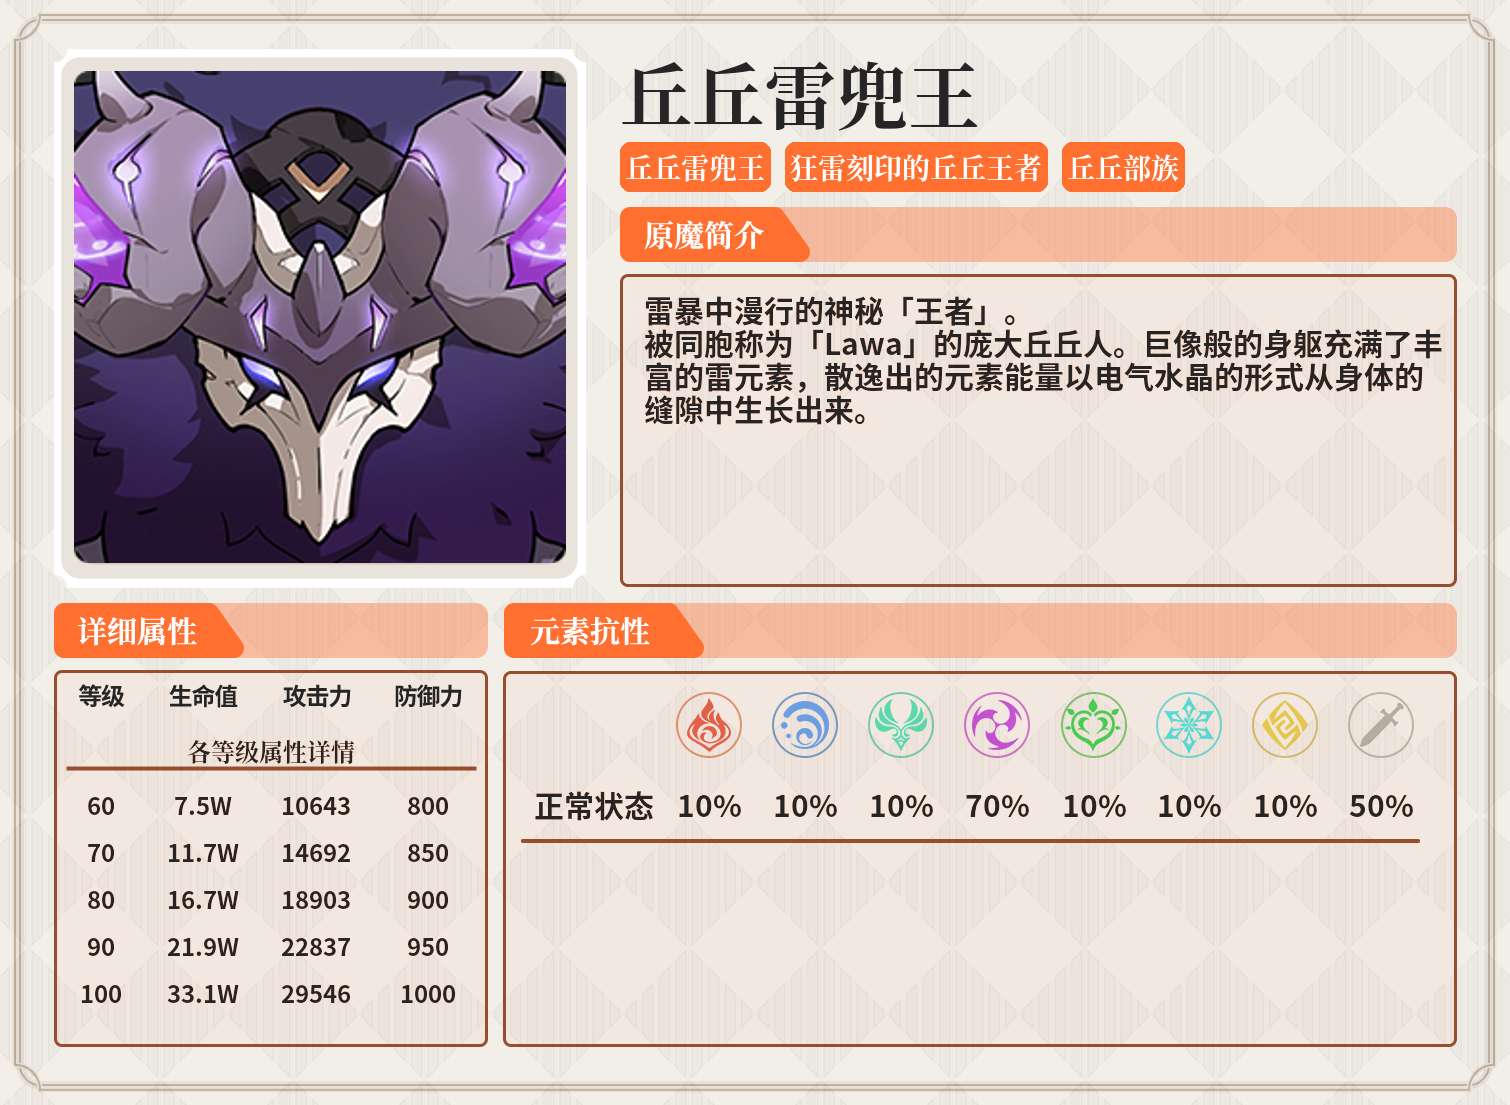 丘丘雷兜王
丘丘雷兜王 狂雷刻印的丘丘王者 丘丘部族
原魔简介
雷暴中漫行的神秘「王者」。
被同胞称为「Lawa」的庞大丘丘人。巨像般的身躯充满了丰
富的雷元素，散逸出的元素能量以电气水晶的形式从身体的
缝隙中生长出来。
详细属性
等级 生命值 攻击力 防御力
各等级属性详情
60 7.5W 10643 800
70 11.7W 14692 850
80 16.7W 18903 900
90 21.9W 22837 950
100 33.1W 29546 1000
元素抗性
正常状态 10% 10% 10% 70% 10% 10% 10% 50%